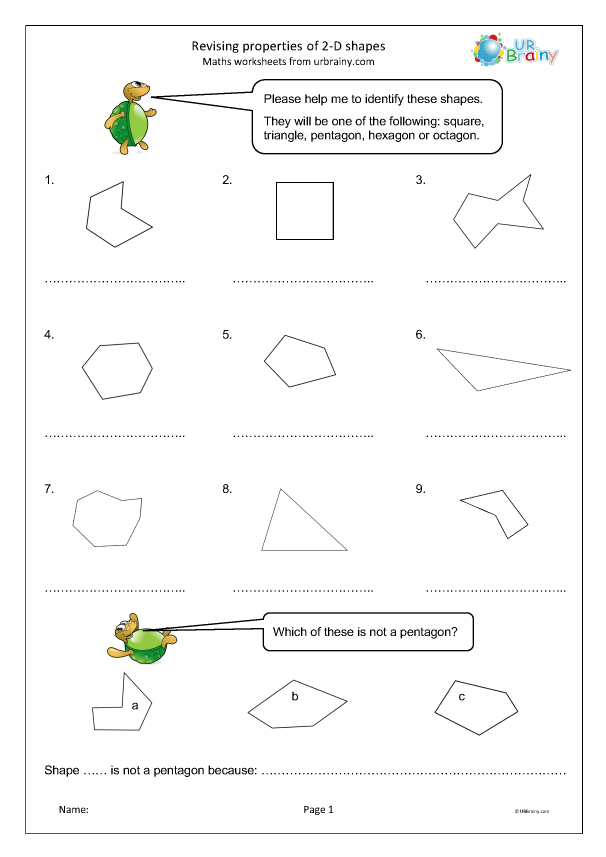 Revising properties of 2-D shapes
Maths worksheets from urbrainy.com
UR
Brainy
Please help me to identify these shapes.
They will be one of the following: square,
triangle, pentagon, hexagon or octagon.
1. 2. 3.
………………………………. ………………………………. ……………………………….
4. 5. 6.
………………………………. ………………………………. ……………………………….
7. 8. 9.
………………………………. ………………………………. ……………………………….
Which of these is not a pentagon?
a b c
Shape …… is not a pentagon because: ……………………………………………………………………
Name: Page 1 © URBrainy.com